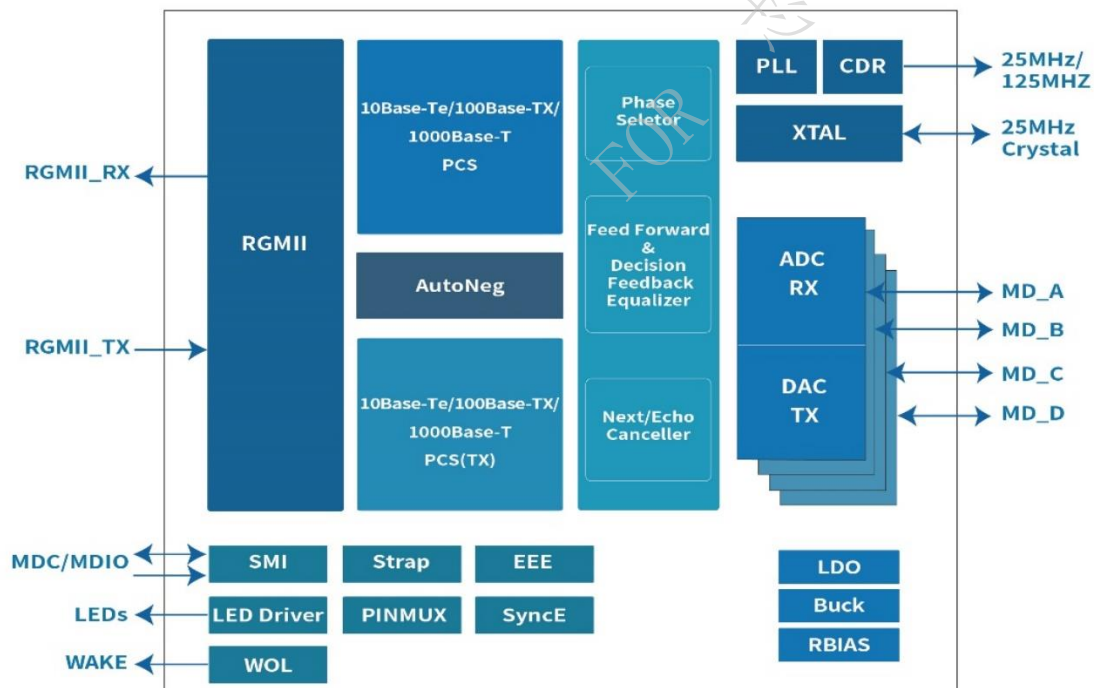 RGMII_RX
RGMII_TX
RGMII
10Base-Te/100Base-TX/
1000Base-T
PCS
AutoNeg
10Base-Te/100Base-TX/
1000Base-T
PCS(TX)
Phase
Seletor
Feed Forward
&
Decision
Feedback
Equalizer
Next/Echo
Canceller
PLL
CDR
25MHz/
125MHZ
XTAL
25MHz
Crystal
ADC
RX
DAC
TX
MD_A
MD_B
MD_C
MD_D
MDC/MDIO
SMI
Strap
EEE
LEDs
LED Driver
PINMUX
SyncE
WAKE
WOL
LDO
Buck
RBIAS
FOR